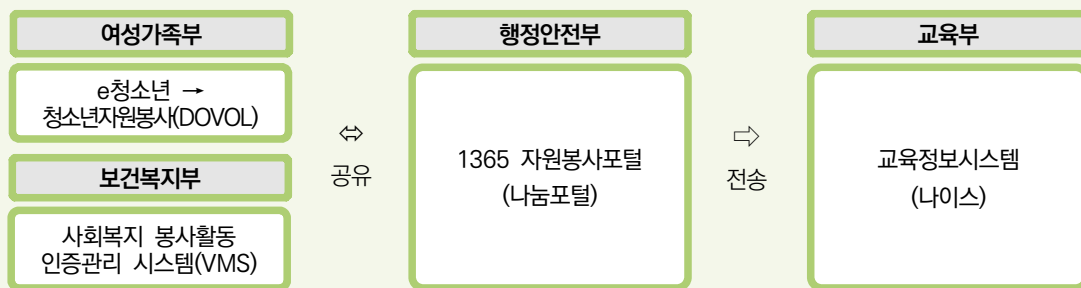 여성가족부
e청소년 →
청소년자원봉사(DOVOL)
보건복지부
사회복지 봉사활동
인증관리 시스템(VMS)
⇔
공유
행정안전부
1365 자원봉사포털
(나눔포털)
⇨
전송
교육부
교육정보시스템
(나이스)